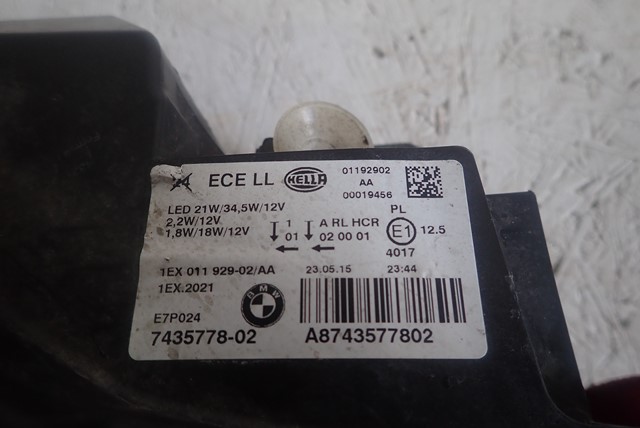 ECE LL HELLA 01192902
AA
00019456
LED 21W/34,5W/12V
2,2W/12V
1,8W/18W/12V
1 A RL HCR
01 02 00 01
PL
E1 12.5
4017
1EX 011 929-02/AA 23.05.15 23:44
1EX.2021
BMW
E7P024
7435778-02 A8743577802